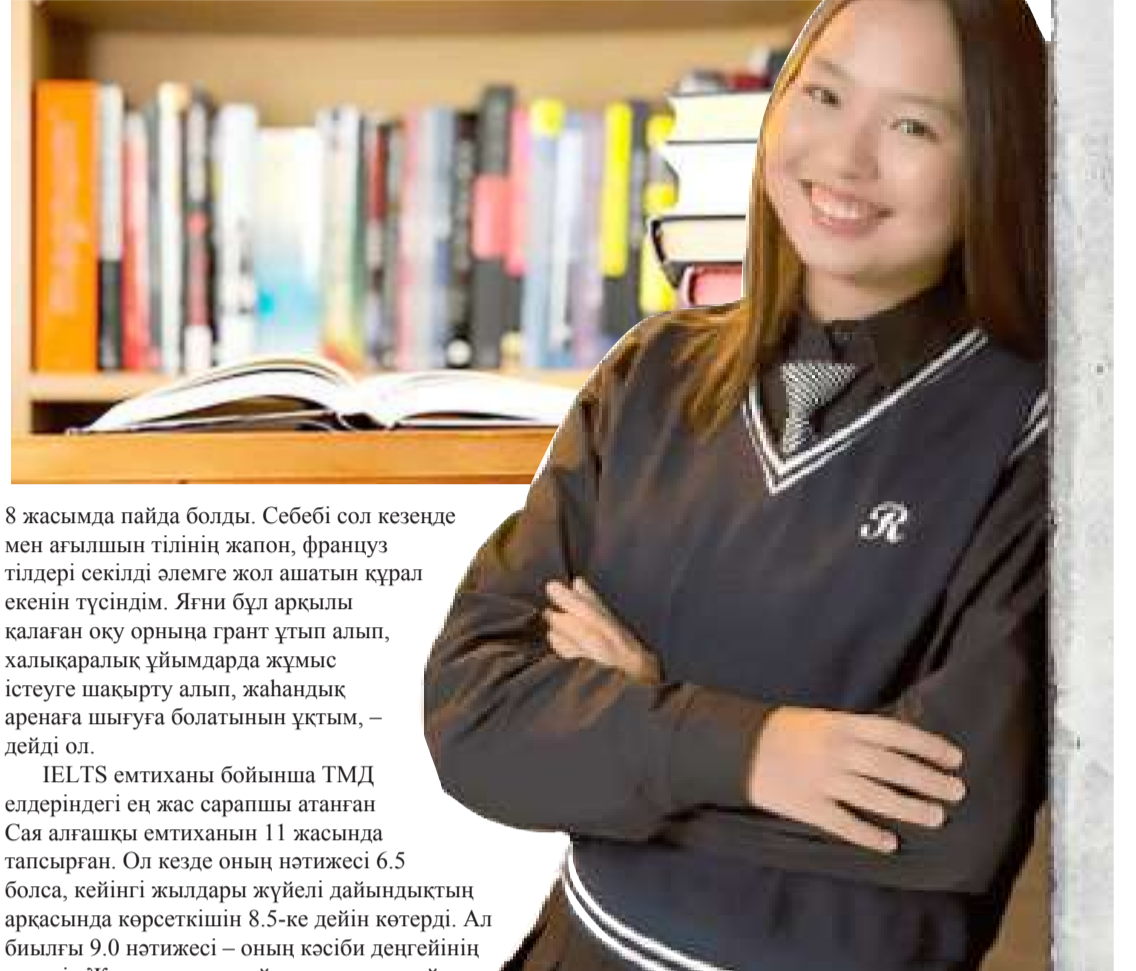 R
8 жасымда пайда болды. Себебі сол кезеңде
мен ағылшын тілінің жапон, француз
тілдері секілді әлемге жол ашатын құрал
екенін түсіндім. Яғни бұл арқылы
қалаған оқу орныңа грант ұтып алып,
халықаралық ұйымдарда жұмыс
істеуге шақырту алып, жаһандық
аренаға шығуға болатынын ұқтым, –
дейді ол.
IELTS емтиханы бойынша ТМД
елдеріндегі ең жас сарапшы атанған
Сая алғашқы емтиханын 11 жасында
тапсырған. Ол кезде оның нәтижесі 6.5
болса, кейінгі жылдары жүйелі дайындықтың
арқасында көрсеткішін 8.5-ке дейін көтерді. Ал
биылғы 9.0 нәтижесі – оның кәсіби деңгейінің